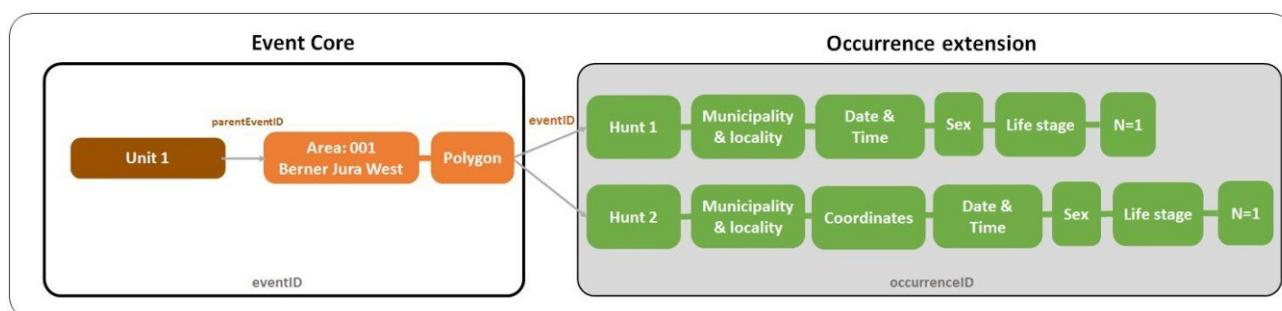 Event Core
Occurrence extension
parentEventID
Unit 1
Area: 001
Berner Jura West
Polygon
eventID
eventID
Hunt 1
Municipality
& locality
Date &
Time
Sex
Life stage
N=1
Hunt 2
Municipality
& locality
Coordinates
Date &
Time
Sex
Life stage
N=1
occurrenceID